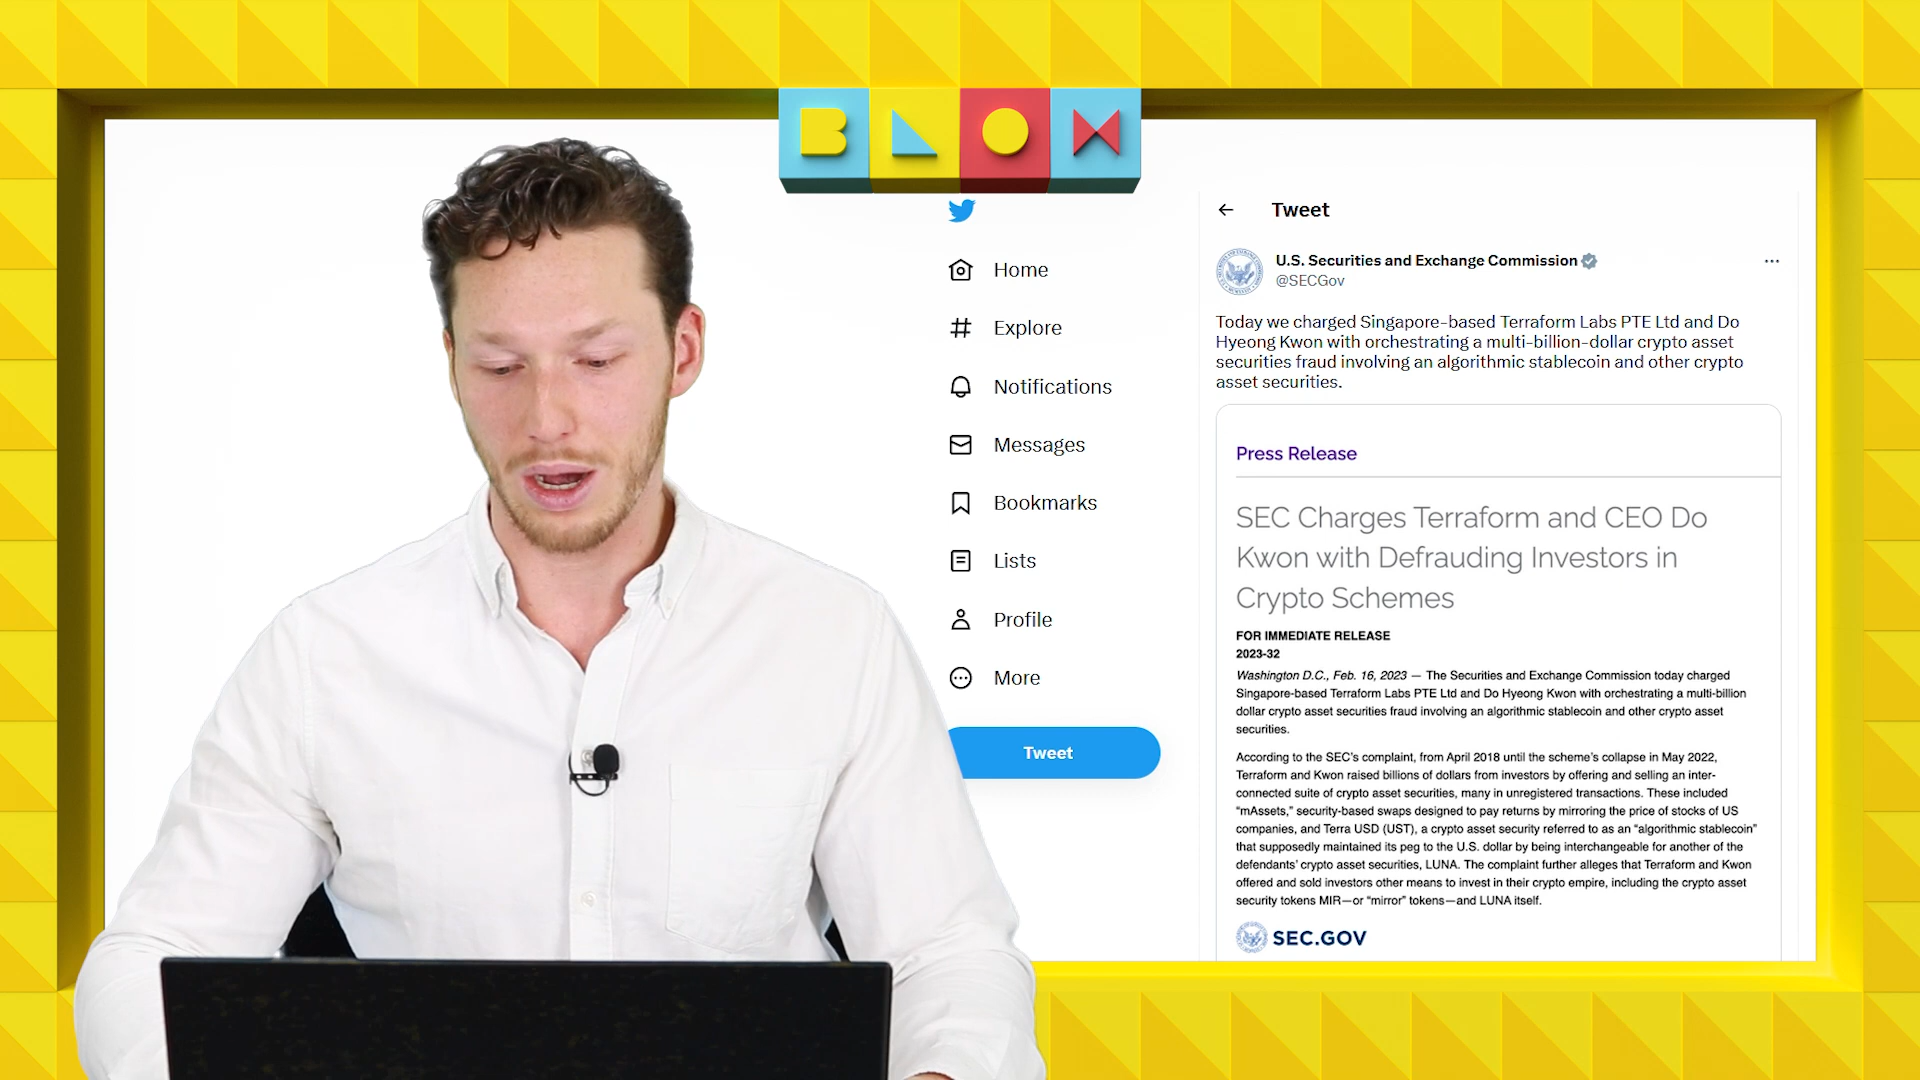 BLOX
Home
Explore
Notifications
Messages
Bookmarks
Lists
Profile
More
Tweet
Tweet
U.S. Securities and Exchange Commission
@SECGov
Today we charged Singapore-based Terraform Labs PTE Ltd and Do
Hyeong Kwon with orchestrating a multi-billion-dollar crypto asset
securities fraud involving an algorithmic stablecoin and other crypto
asset securities.
Press Release
SEC Charges Terraform and CEO Do
Kwon with Defrauding Investors in
Crypto Schemes
FOR IMMEDIATE RELEASE
2023-32
Washington D.C., Feb. 16, 2023 — The Securities and Exchange Commission today charged
Singapore-based Terraform Labs PTE Ltd and Do Hyeong Kwon with orchestrating a multi-billion
dollar crypto asset securities fraud involving an algorithmic stablecoin and other crypto asset
securities.
According to the SEC's complaint, from April 2018 until the scheme's collapse in May 2022,
Terraform and Kwon raised billions of dollars from investors by offering and selling an inter-
connected suite of crypto asset securities, many in unregistered transactions. These included
“mAssets,” security-based swaps designed to pay returns by mirroring the price of stocks of US
companies, and Terra USD (UST), a crypto asset security referred to as an “algorithmic stablecoin”
that supposedly maintained its peg to the U.S. dollar by being interchangeable for another of the
defendants' crypto asset securities, LUNA. The complaint further alleges that Terraform and Kwon
offered and sold investors other means to invest in their crypto empire, including the crypto asset
security tokens MIR—or “mirror” tokens—and LUNA itself.
SEC.GOV